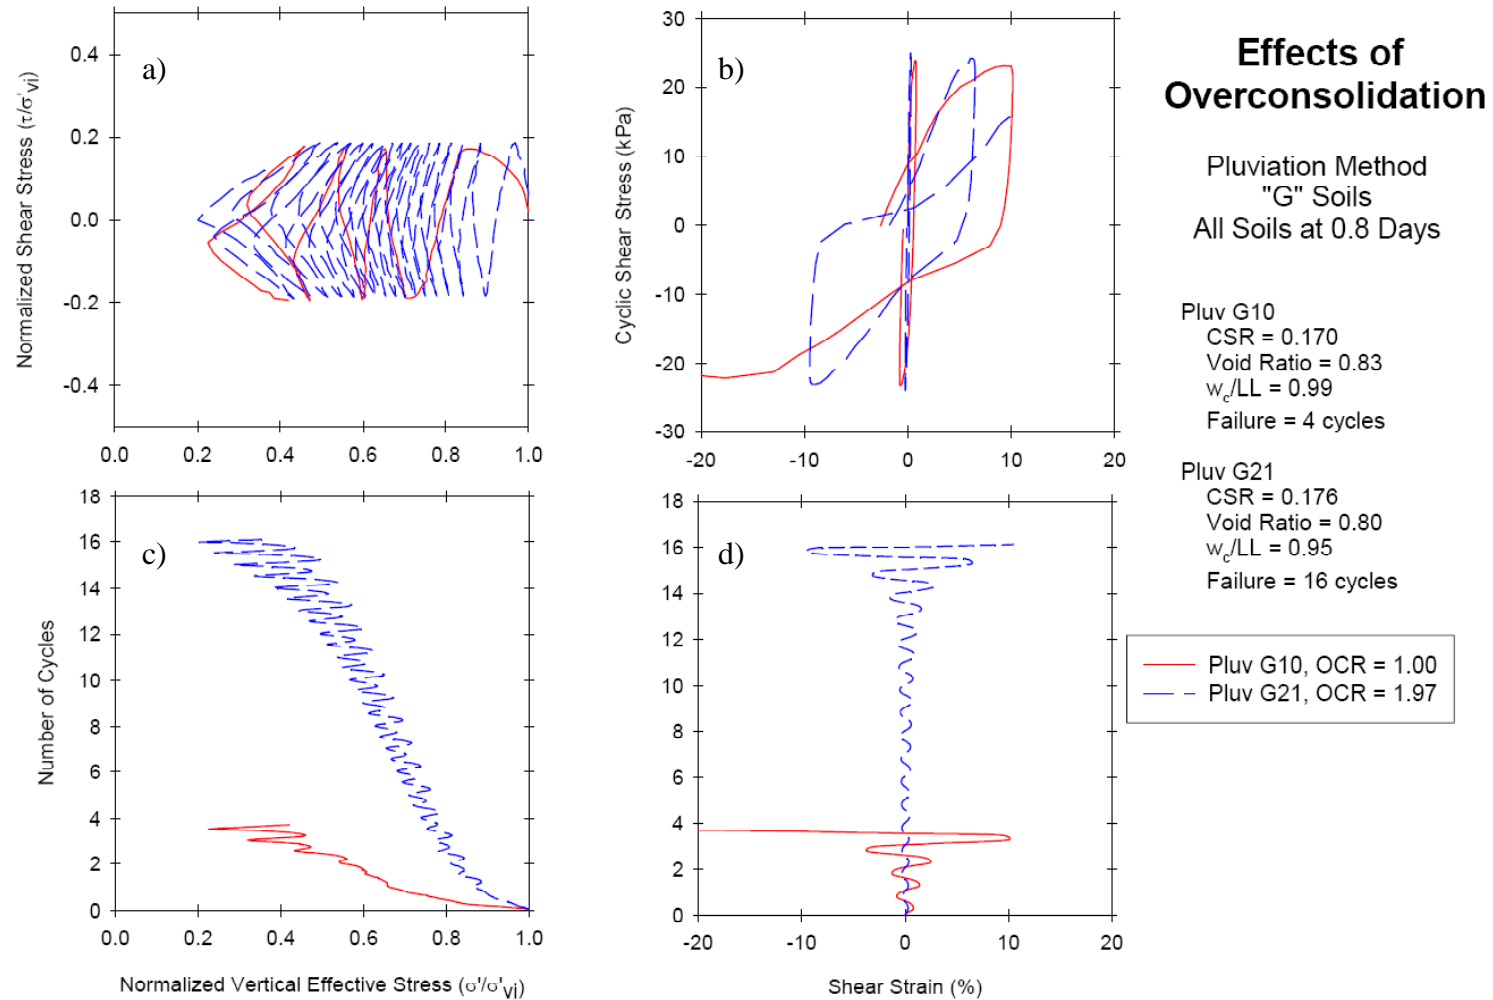 a)
0.4
0.2
0.0
-0.2
-0.4
Normalized Shear Stress (τ/σ'vi)
0.0 0.2 0.4 0.6 0.8 1.0
b)
30
20
10
0
-10
-20
-30
Cyclic Shear Stress (kPa)
-20 -10 0 10 20
Effects of
Overconsolidation
Pluviation Method
"G" Soils
All Soils at 0.8 Days
Pluv G10
CSR = 0.170
Void Ratio = 0.83
wc/LL = 0.99
Failure = 4 cycles
Pluv G21
CSR = 0.176
Void Ratio = 0.80
wc/LL = 0.95
Failure = 16 cycles
Pluv G10, OCR = 1.00
Pluv G21, OCR = 1.97
c)
18
16
14
12
10
8
6
4
2
0
Number of Cycles
0.0 0.2 0.4 0.6 0.8 1.0
Normalized Vertical Effective Stress (σ'/σ'vi)
d)
18
16
14
12
10
8
6
4
2
0
-20 -10 0 10 20
Shear Strain (%)